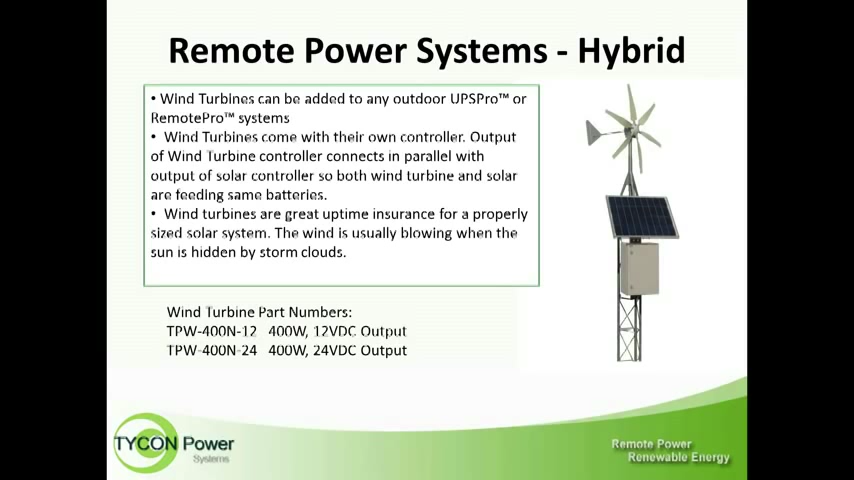 Remote Power Systems - Hybrid
• Wind Turbines can be added to any outdoor UPSPro™ or
RemotePro™ systems
• Wind Turbines come with their own controller. Output
of Wind Turbine controller connects in parallel with
output of solar controller so both wind turbine and solar
are feeding same batteries.
• Wind turbines are great uptime insurance for a properly
sized solar system. The wind is usually blowing when the
sun is hidden by storm clouds.
Wind Turbine Part Numbers:
TPW-400N-12 400W, 12VDC Output
TPW-400N-24 400W, 24VDC Output
TYCON Power
Systems
Remote Power
Renewable Energy